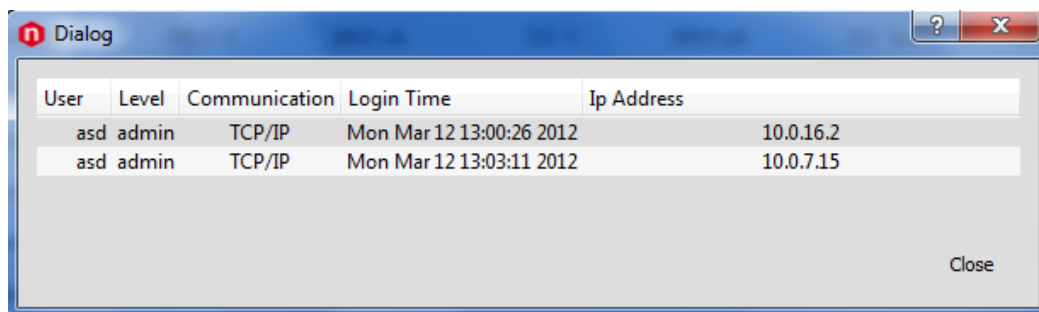 Dialog
? X
User Level Communication Login Time Ip Address
asd admin TCP/IP Mon Mar 12 13:00:26 2012 10.0.16.2
asd admin TCP/IP Mon Mar 12 13:03:11 2012 10.0.7.15
Close